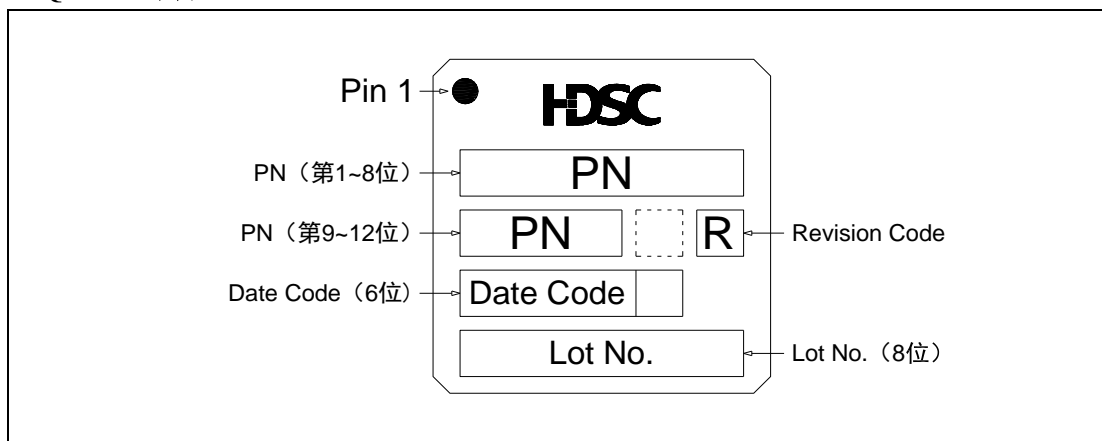 Pin 1
HDSC
PN（第1~8位）
PN
PN（第9~12位）
PN
R
Revision Code
Date Code（6位）
Date Code
Lot No.
Lot No.（8位）